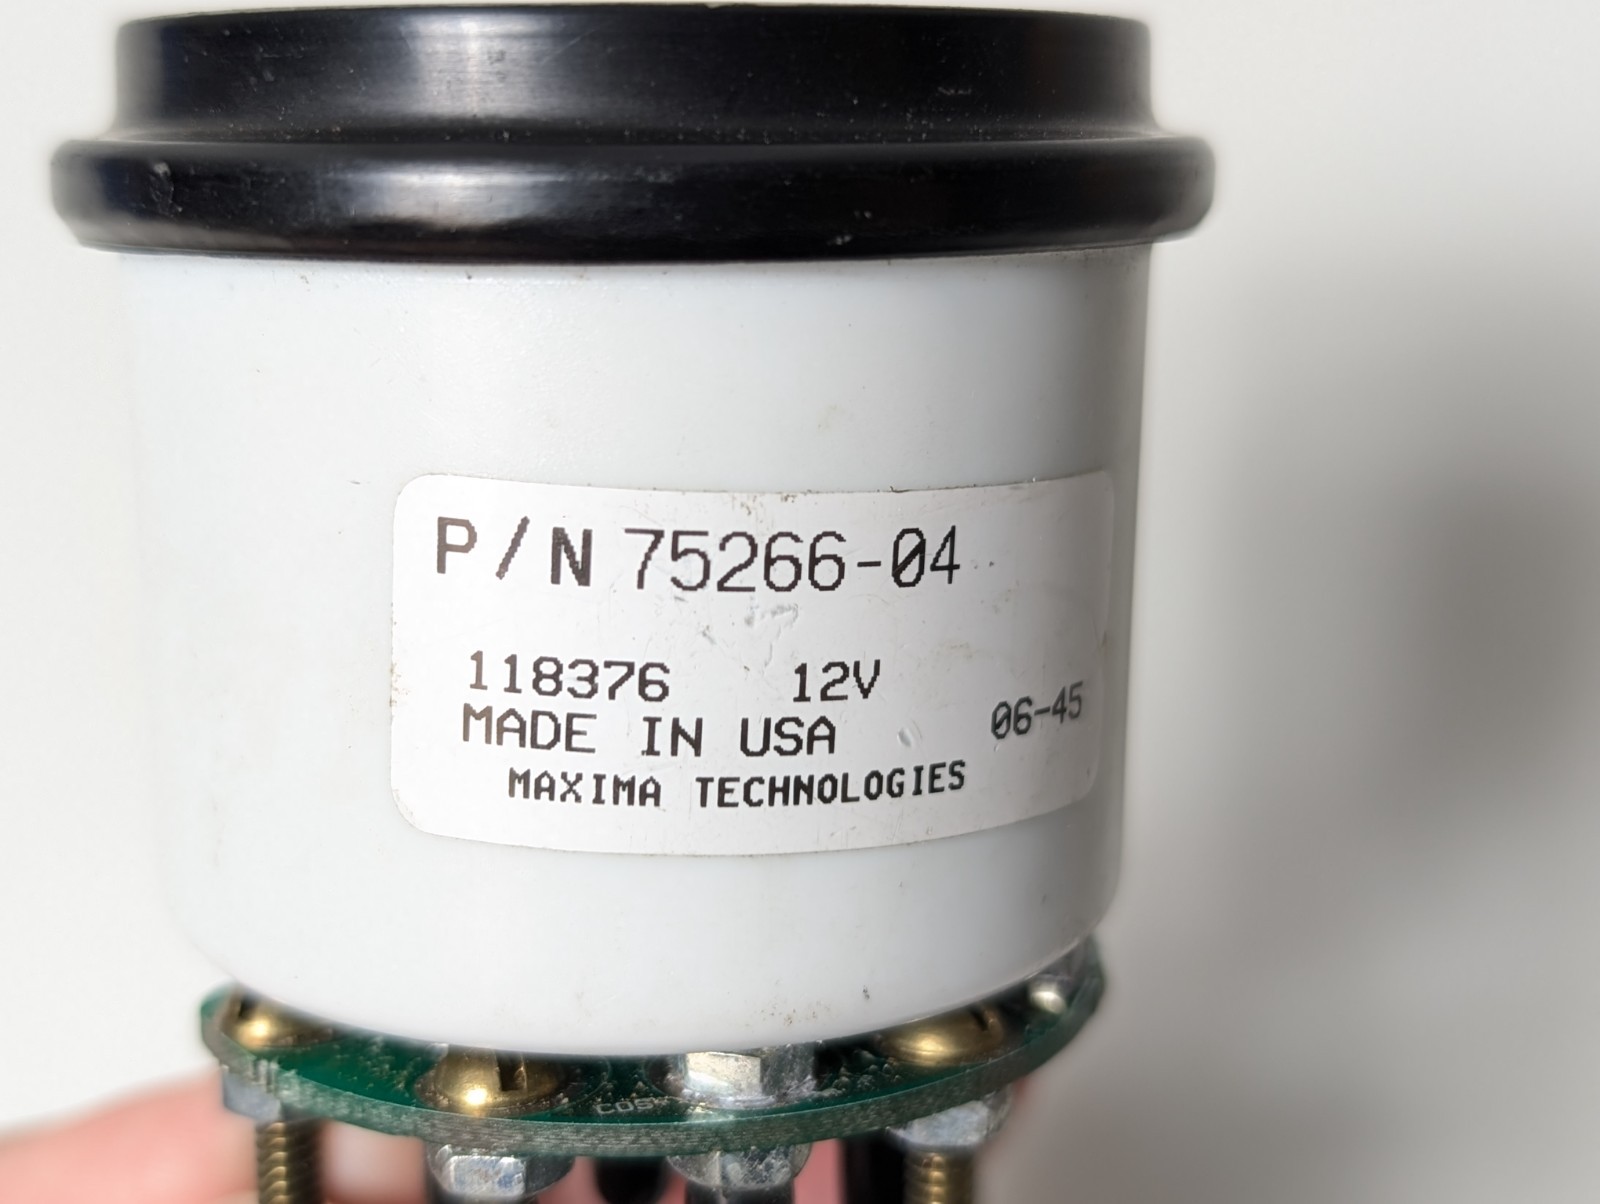 P/N 75266-04
118376 12V
MADE IN USA 06-45
MAXIMA TECHNOLOGIES